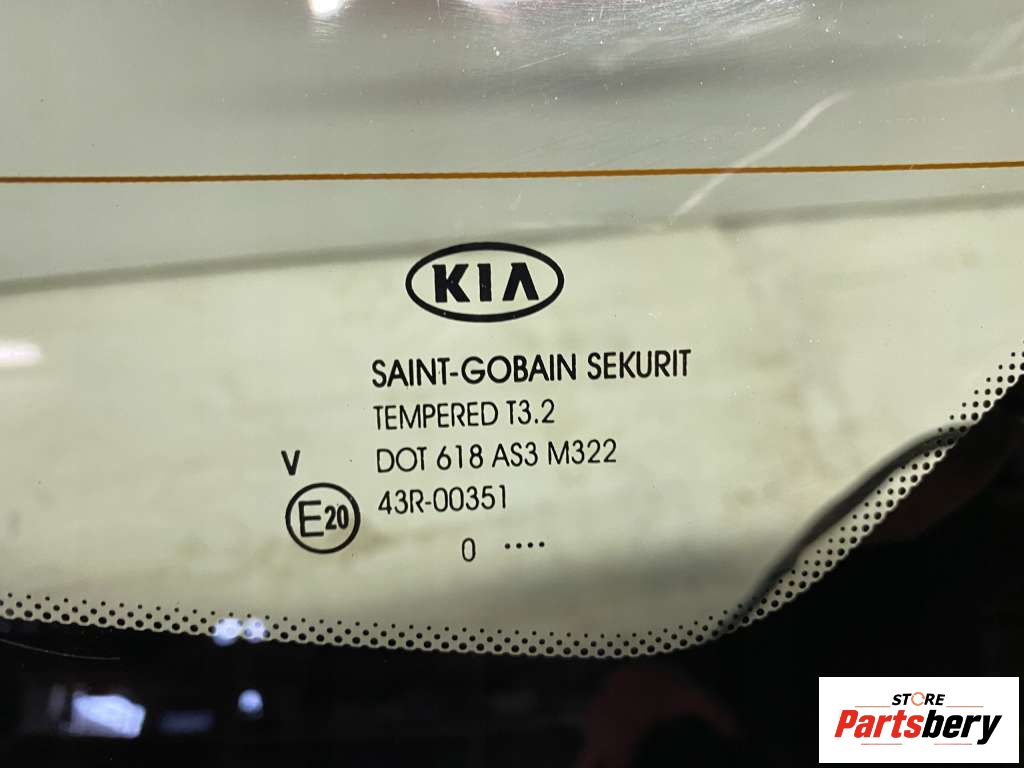 KIA
SAINT-GOBAIN SEKURIT
TEMPERED T3.2
V DOT 618 AS3 M322
E20 43R-00351
0 ····
STORE
Partsbery